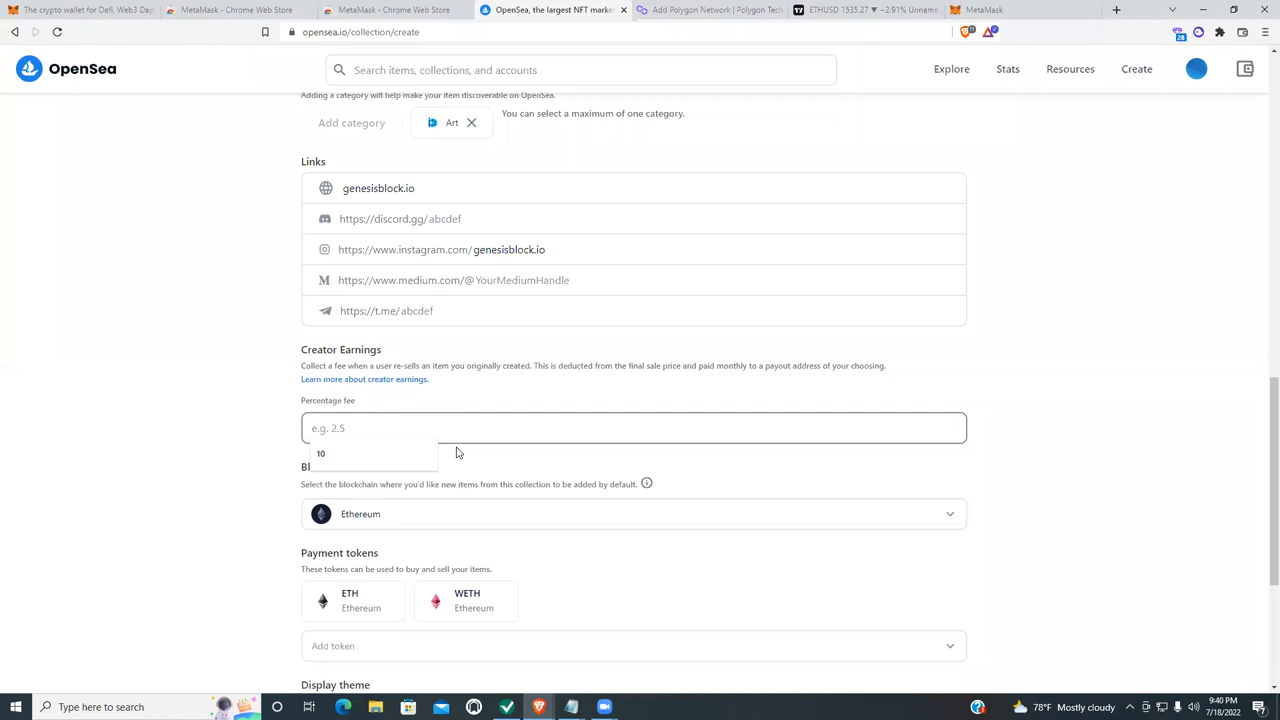 The crypto wallet for Defi, Web3 Dap
MetaMask - Chrome Web Store
MetaMask - Chrome Web Store
OpenSea, the largest NFT market
Add Polygon Network | Polygon Tech
ETHUSD 1535.27 ▼ −2.91% Unname
MetaMask
opensea.io/collection/create
28
OpenSea
Search items, collections, and accounts
Explore
Stats
Resources
Create
Adding a category will help make your item discoverable on OpenSea.
Add category
Art
You can select a maximum of one category.
Links
genesisblock.io
https://discord.gg/abcdef
https://www.instagram.com/genesisblock.io
https://www.medium.com/@YourMediumHandle
https://t.me/abcdef
Creator Earnings
Collect a fee when a user re-sells an item you originally created. This is deducted from the final sale price and paid monthly to a payout address of your choosing.
Learn more about creator earnings.
Percentage fee
e.g. 2.5
10
Bl
Select the blockchain where you'd like new items from this collection to be added by default.
Ethereum
Payment tokens
These tokens can be used to buy and sell your items.
ETH
Ethereum
WETH
Ethereum
Add token
Display theme
Type here to search
78°F Mostly cloudy
9:40 PM
7/18/2022